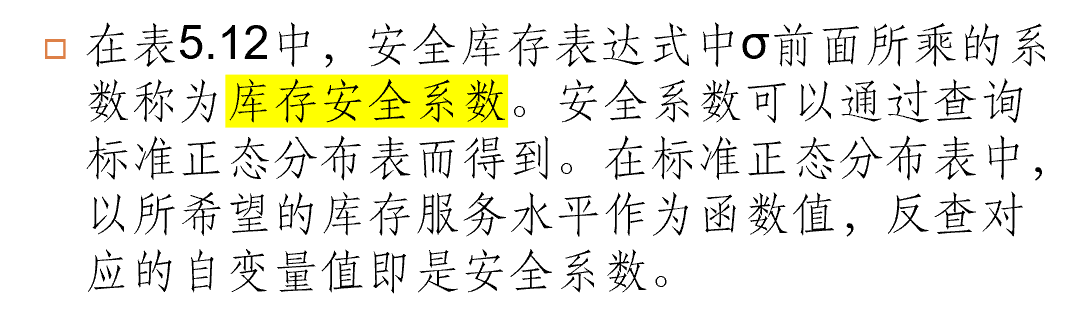 在表5.12中，安全库存表达式中σ前面所乘的系
数称为库存安全系数。安全系数可以通过查询
标准正态分布表而得到。在标准正态分布表中，
以所希望的库存服务水平作为函数值，反查对
应的自变量值即是安全系数。